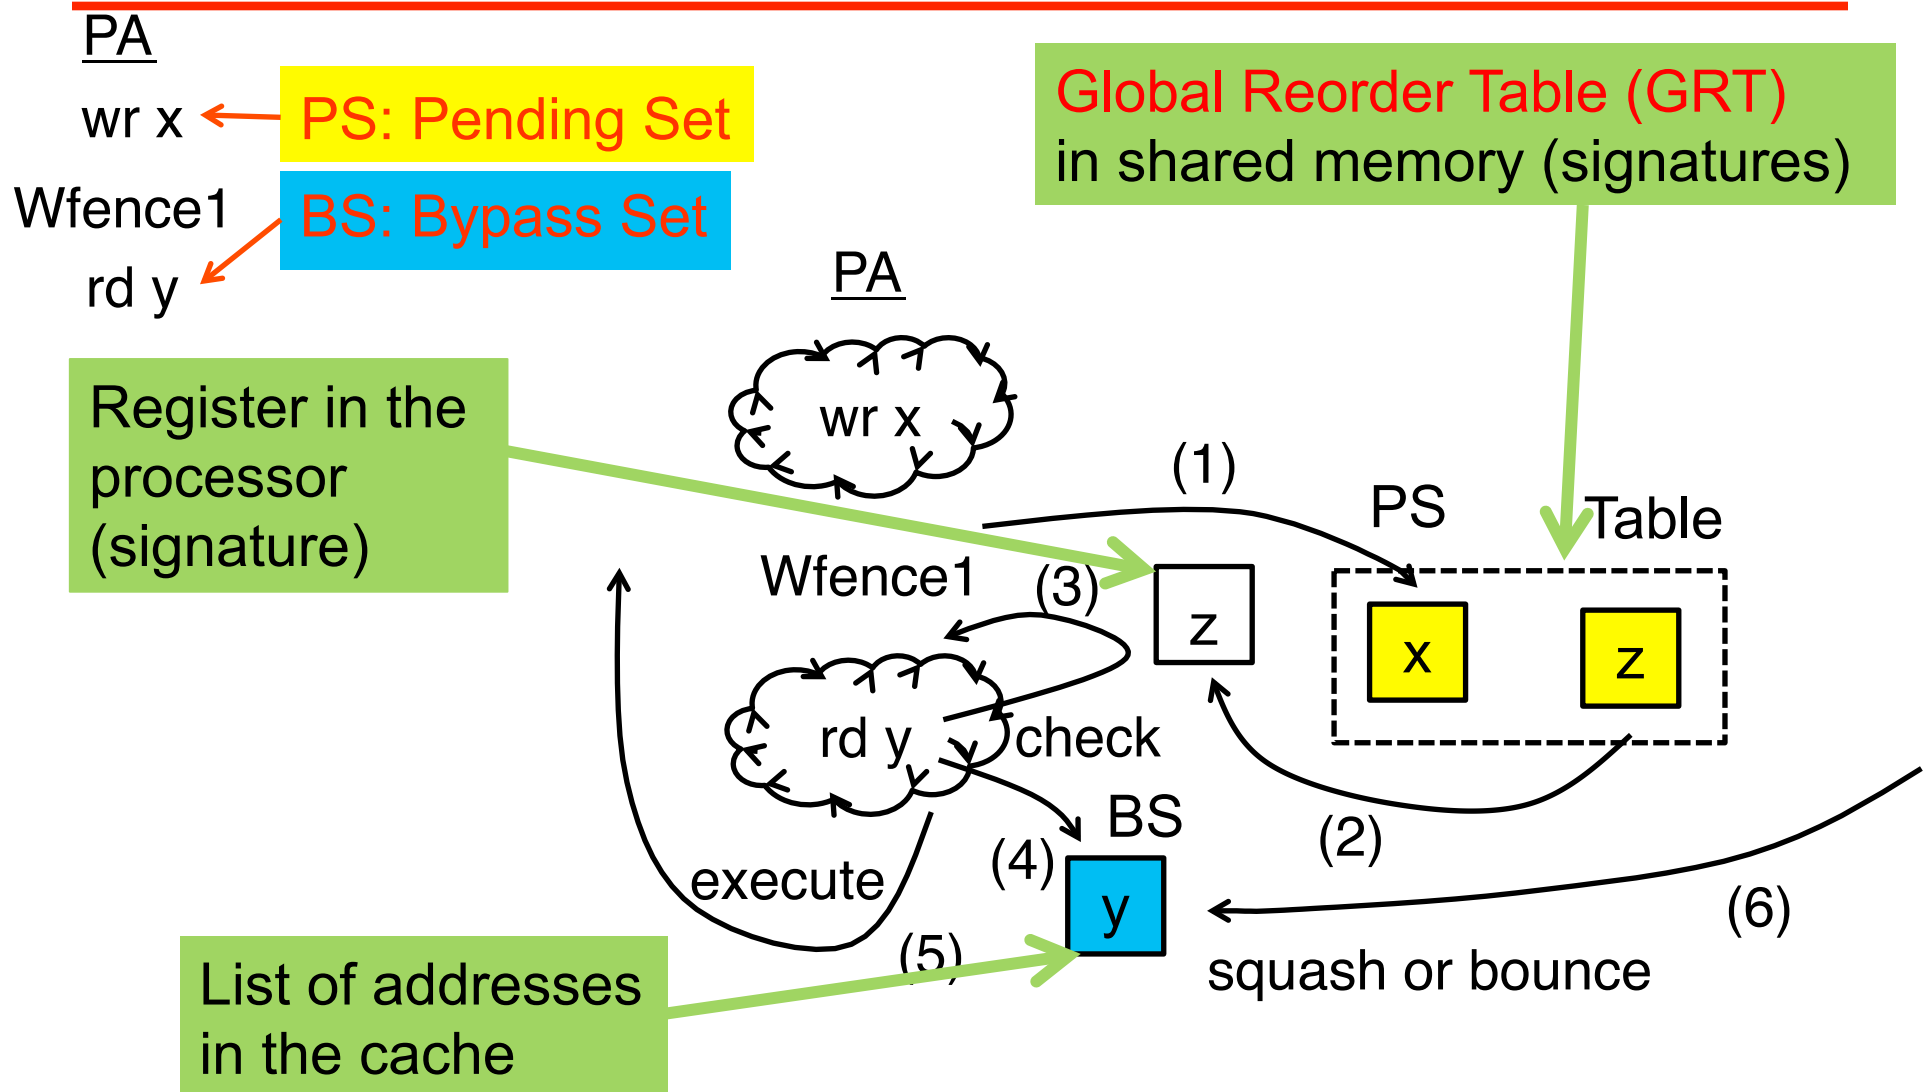 PA
wr x
PS: Pending Set
Wfence1
BS: Bypass Set
rd y
Global Reorder Table (GRT)
in shared memory (signatures)
PA
wr x
Register in the
processor
(signature)
(1)
PS
Table
Wfence1
(3)
z
x
z
rd y
check
BS
(2)
(4)
execute
y
(6)
(5)
squash or bounce
List of addresses
in the cache